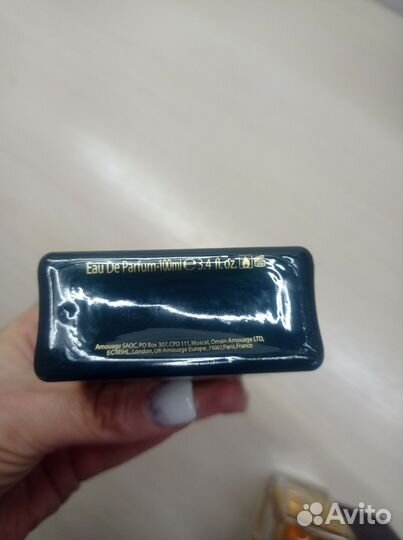 Eau De Parfum-100ml ℮ 3,4 fl. oz.
Amouage SAOC, PO Box 307, CPO 111, Muscat, Oman-Amouage LTD,
London, UK-Amouage Europe, 75007, Paris, France
Avito